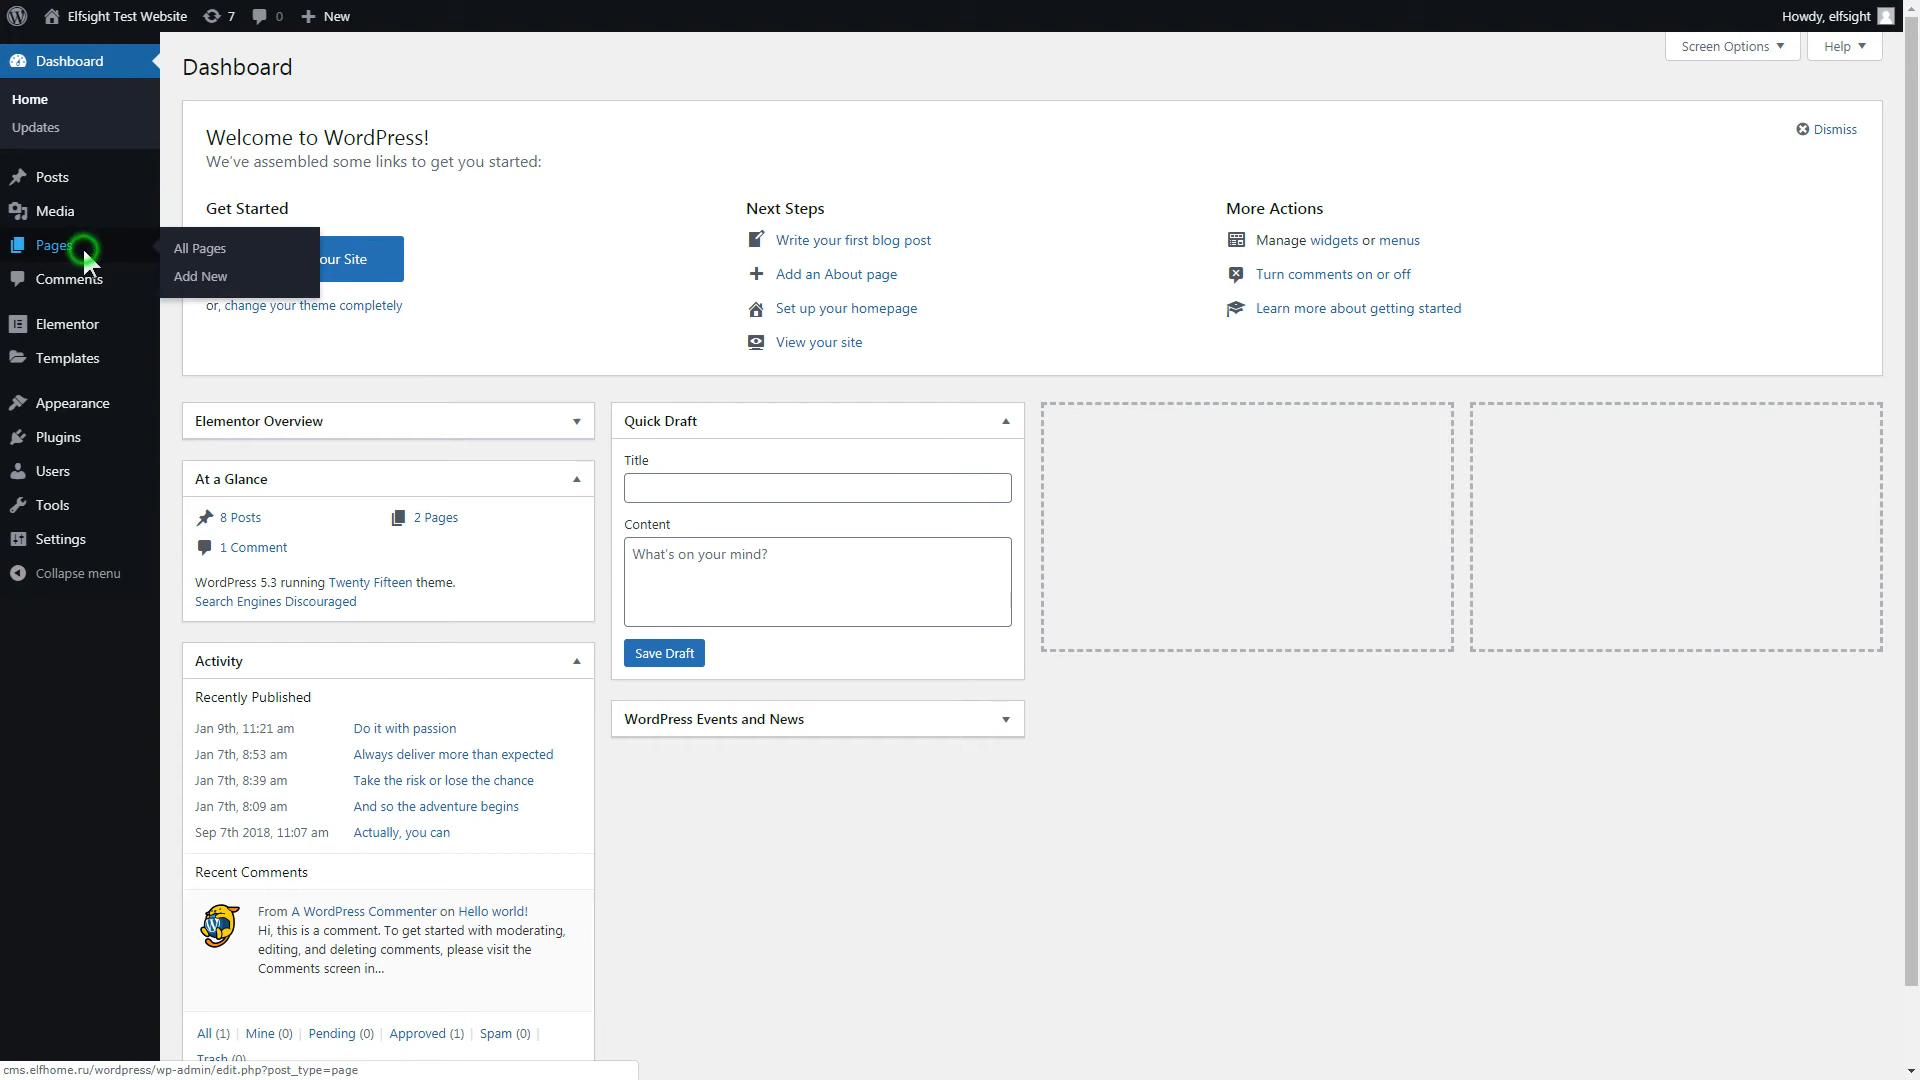 Elfsight Test Website 7 0 New Howdy, elfsight
Screen Options Help
Dashboard
Home
Updates
Posts
Media
Pages
Comments
Elementor
Templates
Appearance
Plugins
Users
Tools
Settings
Collapse menu
All Pages
Add New
Dashboard
Welcome to WordPress!
Dismiss
We've assembled some links to get you started:
Get Started
our Site
or, change your theme completely
Next Steps
Write your first blog post
Add an About page
Set up your homepage
View your site
More Actions
Manage widgets or menus
Turn comments on or off
Learn more about getting started
Elementor Overview
At a Glance
8 Posts 2 Pages
1 Comment
WordPress 5.3 running Twenty Fifteen theme.
Search Engines Discouraged
Activity
Recently Published
Jan 9th, 11:21 am Do it with passion
Jan 7th, 8:53 am Always deliver more than expected
Jan 7th, 8:39 am Take the risk or lose the chance
Jan 7th, 8:09 am And so the adventure begins
Sep 7th 2018, 11:07 am Actually, you can
Recent Comments
From A WordPress Commenter on Hello world!
Hi, this is a comment. To get started with moderating,
editing, and deleting comments, please visit the
Comments screen in...
All (1) | Mine (0) | Pending (0) | Approved (1) | Spam (0) |
Trash (0)
Quick Draft
Title
Content
What's on your mind?
Save Draft
WordPress Events and News
cms.elfhome.ru/wordpress/wp-admin/edit.php?post_type=page